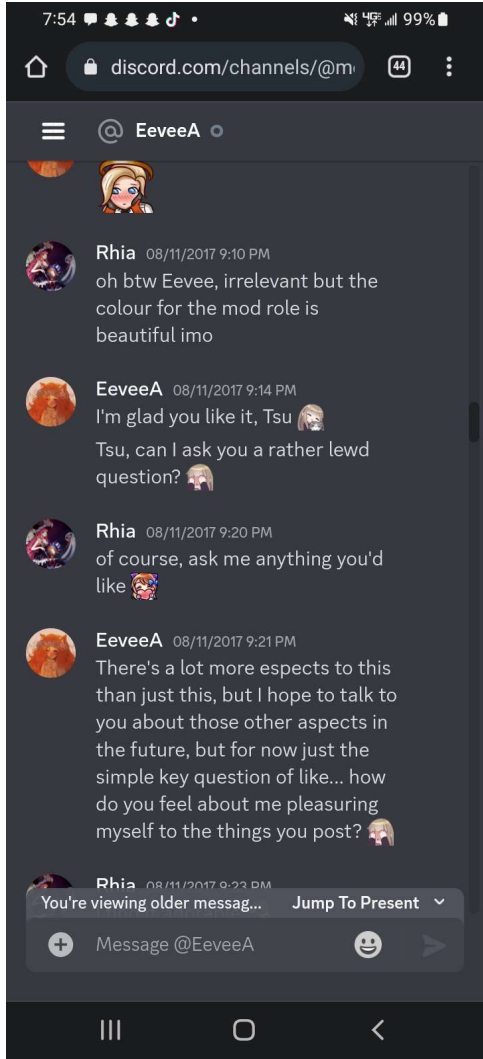 7:54
4G 99%
discord.com/channels/@m
44
@ EeveeA
Rhia 08/11/2017 9:10 PM
oh btw Eevee, irrelevant but the
colour for the mod role is
beautiful imo
EeveeA 08/11/2017 9:14 PM
I'm glad you like it, Tsu
Tsu, can I ask you a rather lewd
question?
Rhia 08/11/2017 9:20 PM
of course, ask me anything you'd
like
EeveeA 08/11/2017 9:21 PM
There's a lot more espects to this
than just this, but I hope to talk to
you about those other aspects in
the future, but for now just the
simple key question of like... how
do you feel about me pleasuring
myself to the things you post?
Rhia 08/11/2017 9:23 PM
You're viewing older messag... Jump To Present
Message @EeveeA